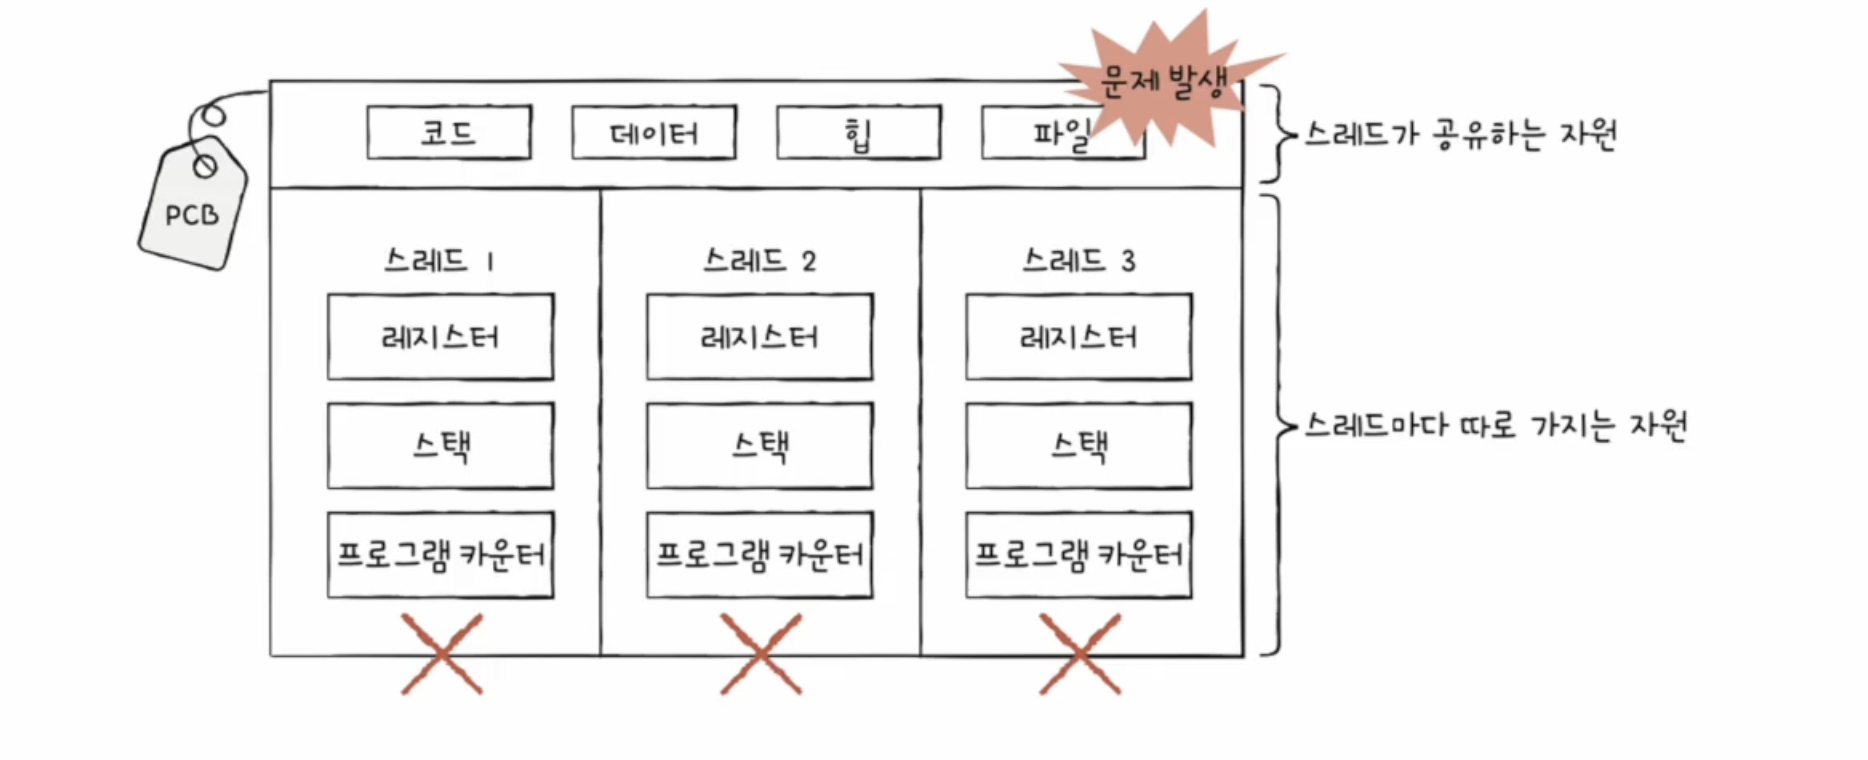 문제 발생
코드 데이터 힙 파일
스레드가 공유하는 자원
PCB
스레드 1 스레드 2 스레드 3
레지스터 레지스터 레지스터
스레드마다 따로 가지는 자원
스택 스택 스택
프로그램 카운터 프로그램 카운터 프로그램 카운터